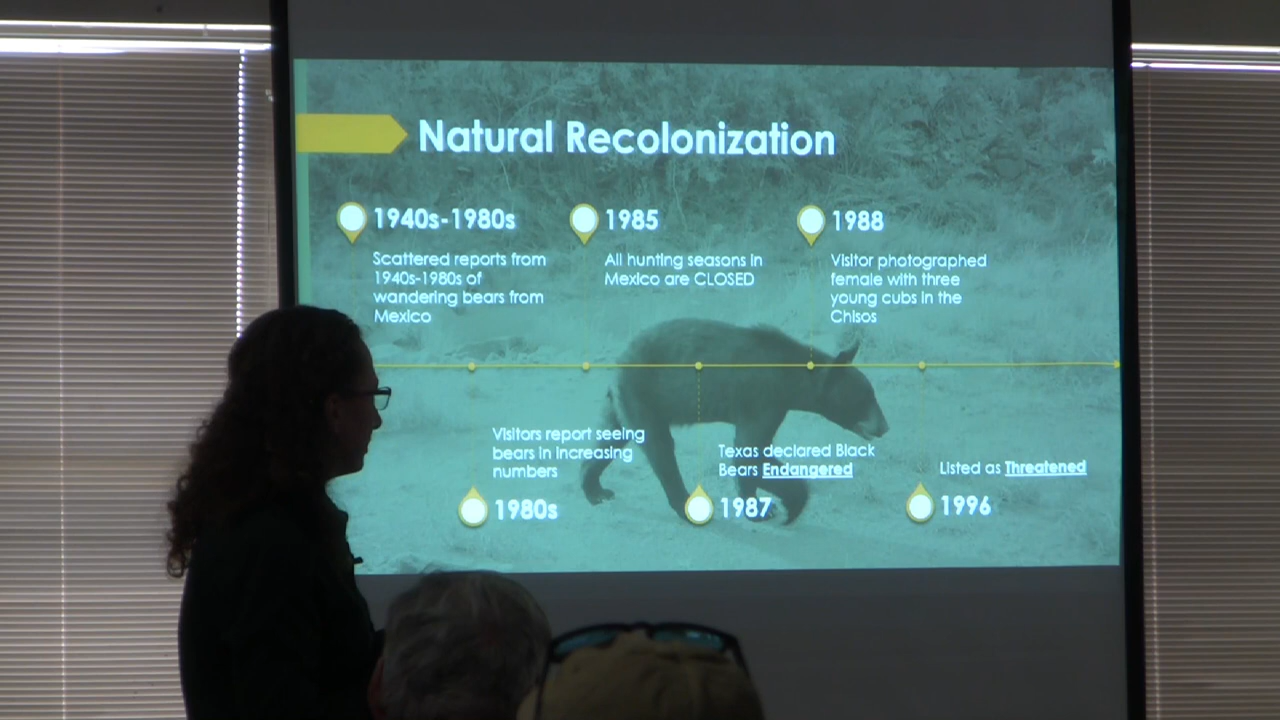 Natural Recolonization
1940s-1980s
Scattered reports from
1940s-1980s of
wandering bears from
Mexico
1985
All hunting seasons in
Mexico are CLOSED
1988
Visitor photographed
female with three
young cubs in the
Chisos
Visitors report seeing
bears in increasing
numbers
1980s
Texas declared Black
Bears Endangered
1987
Listed as Threatened
1996